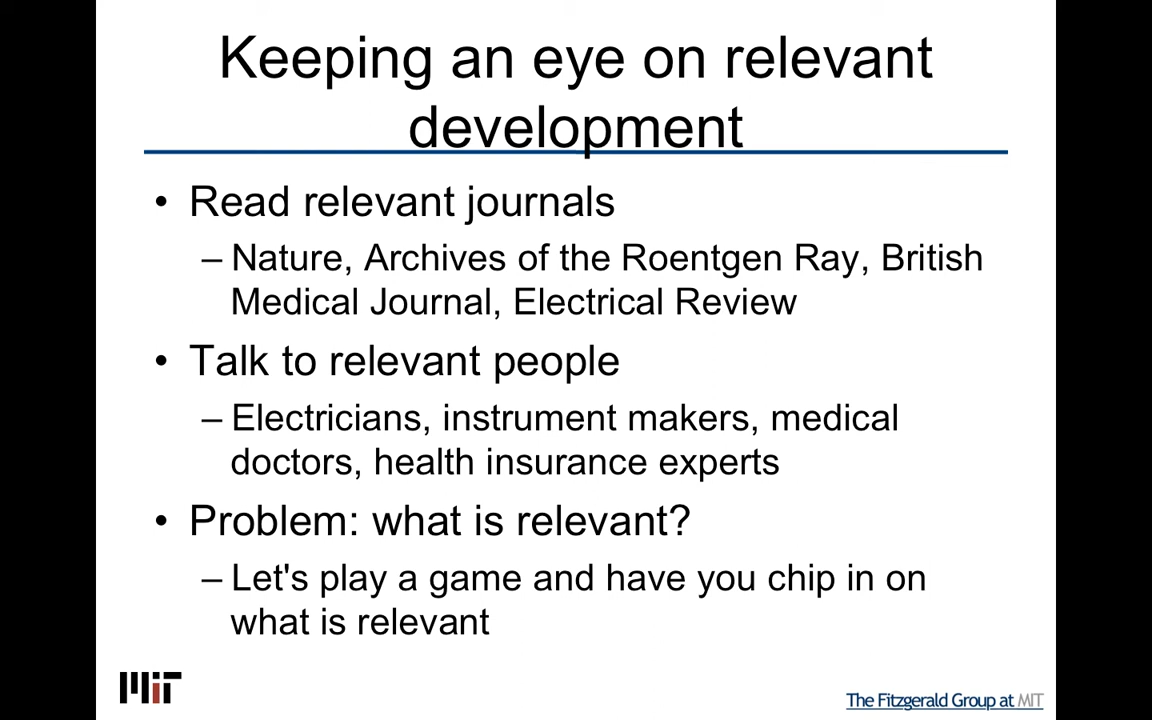 Keeping an eye on relevant
development
• Read relevant journals
– Nature, Archives of the Roentgen Ray, British
Medical Journal, Electrical Review
• Talk to relevant people
– Electricians, instrument makers, medical
doctors, health insurance experts
• Problem: what is relevant?
– Let's play a game and have you chip in on
what is relevant
MIT
The Fitzgerald Group at MIT